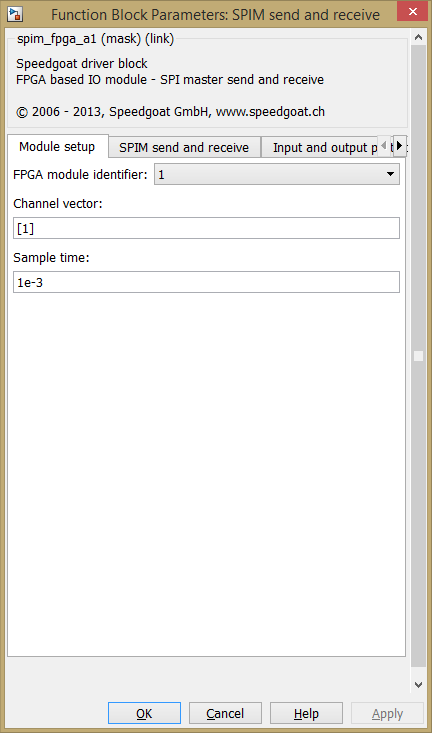 Function Block Parameters: SPIM send and receive
spim_fpga_a1 (mask) (link)
Speedgoat driver block
FPGA based IO module - SPI master send and receive
© 2006 - 2013, Speedgoat GmbH, www.speedgoat.ch
Module setup SPIM send and receive Input and output p
FPGA module identifier: 1
Channel vector:
[1]
Sample time:
1e-3
OK Cancel Help Apply